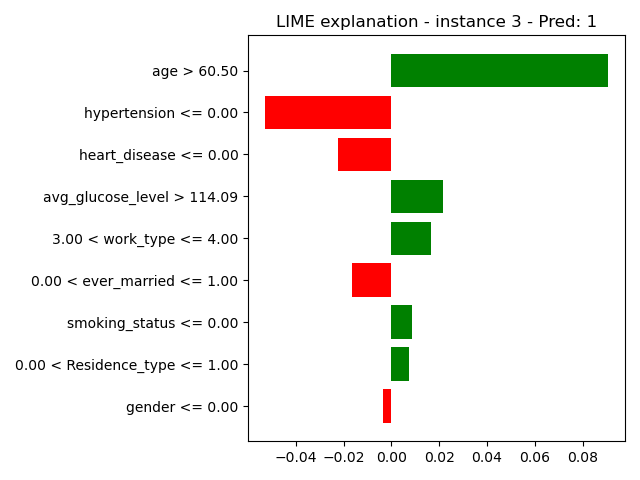 LIME explanation - instance 3 - Pred: 1
age > 60.50
hypertension <= 0.00
heart_disease <= 0.00
avg_glucose_level > 114.09
3.00 < work_type <= 4.00
0.00 < ever_married <= 1.00
smoking_status <= 0.00
0.00 < Residence_type <= 1.00
gender <= 0.00
−0.04 −0.02 0.00 0.02 0.04 0.06 0.08